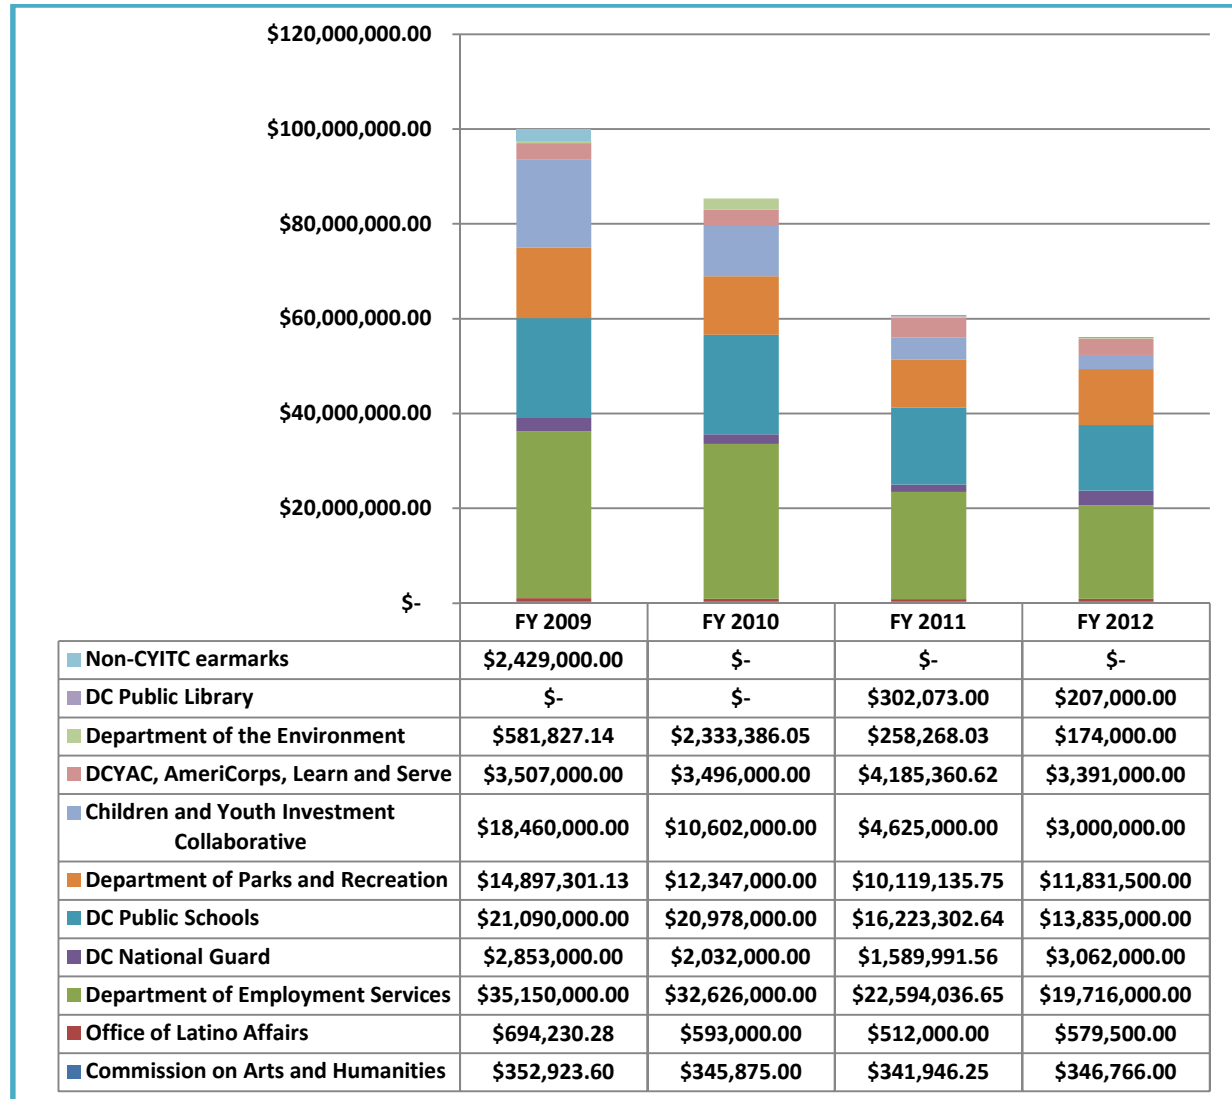 $120,000,000.00
$100,000,000.00
$80,000,000.00
$60,000,000.00
$40,000,000.00
$20,000,000.00
$-
FY 2009 FY 2010 FY 2011 FY 2012
Non-CYITC earmarks $2,429,000.00 $- $- $-
DC Public Library $- $- $302,073.00 $207,000.00
Department of the Environment $581,827.14 $2,333,386.05 $258,268.03 $174,000.00
DCYAC, AmeriCorps, Learn and Serve $3,507,000.00 $3,496,000.00 $4,185,360.62 $3,391,000.00
Children and Youth Investment
Collaborative $18,460,000.00 $10,602,000.00 $4,625,000.00 $3,000,000.00
Department of Parks and Recreation $14,897,301.13 $12,347,000.00 $10,119,135.75 $11,831,500.00
DC Public Schools $21,090,000.00 $20,978,000.00 $16,223,302.64 $13,835,000.00
DC National Guard $2,853,000.00 $2,032,000.00 $1,589,991.56 $3,062,000.00
Department of Employment Services $35,150,000.00 $32,626,000.00 $22,594,036.65 $19,716,000.00
Office of Latino Affairs $694,230.28 $593,000.00 $512,000.00 $579,500.00
Commission on Arts and Humanities $352,923.60 $345,875.00 $341,946.25 $346,766.00